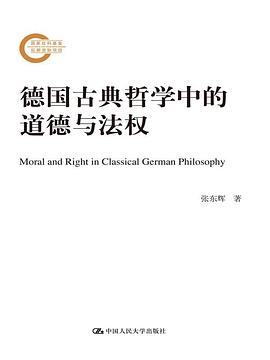 国家社科基金
后期资助项目
德国古典哲学中的
道德与法权
Moral and Right in Classical German Philosophy
张东辉 著
中国人民大学出版社